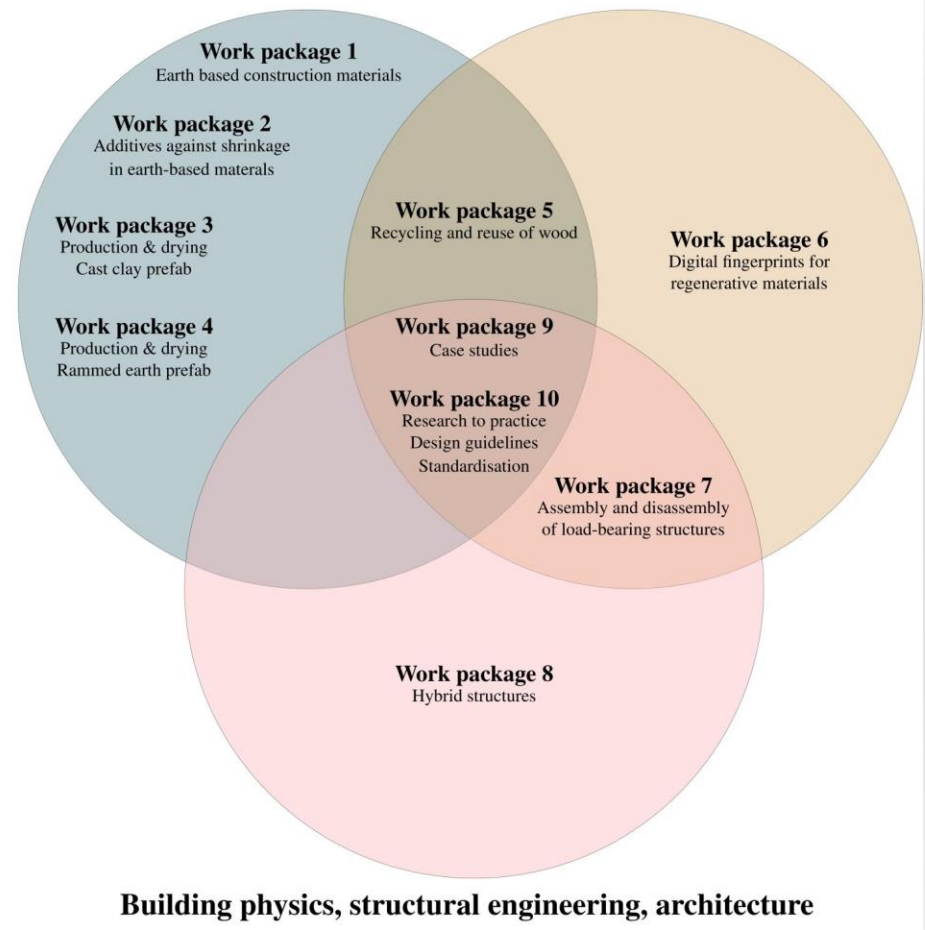 Work package 1
Earth based construction materials
Work package 2
Additives against shrinkage
in earth-based materals
Work package 3
Production & drying
Cast clay prefab
Work package 4
Production & drying
Rammed earth prefab
Work package 5
Recycling and reuse of wood
Work package 6
Digital fingerprints for
regenerative materials
Work package 9
Case studies
Work package 10
Research to practice
Design guidelines
Standardisation
Work package 7
Assembly and disassembly
of load-bearing structures
Work package 8
Hybrid structures
Building physics, structural engineering, architecture